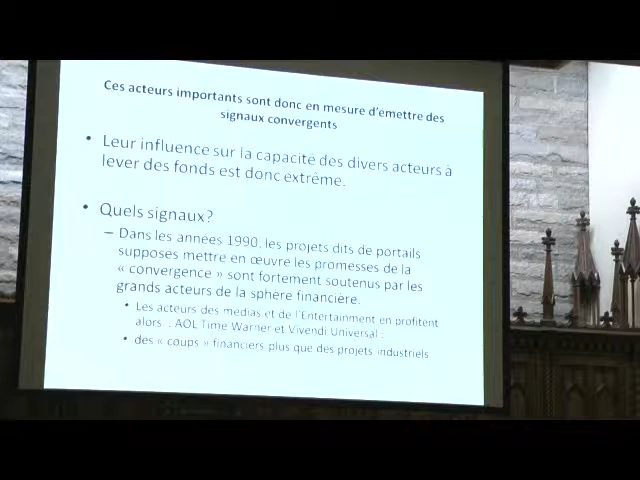 Ces acteurs importants sont donc en mesure d'émettre des
signaux convergents
• Leur influence sur la capacité des divers acteurs à
lever des fonds est donc extrême.
• Quels signaux?
– Dans les années 1990, les projets dits de portails
supposés mettre en œuvre les promesses de la
« convergence » sont fortement soutenus par les
grands acteurs de la sphère financière.
• Les acteurs des medias et de l'Entertainment en profitent
alors : AOL Time Warner et Vivendi Universal :
• des « coups » financiers plus que des projets industriels